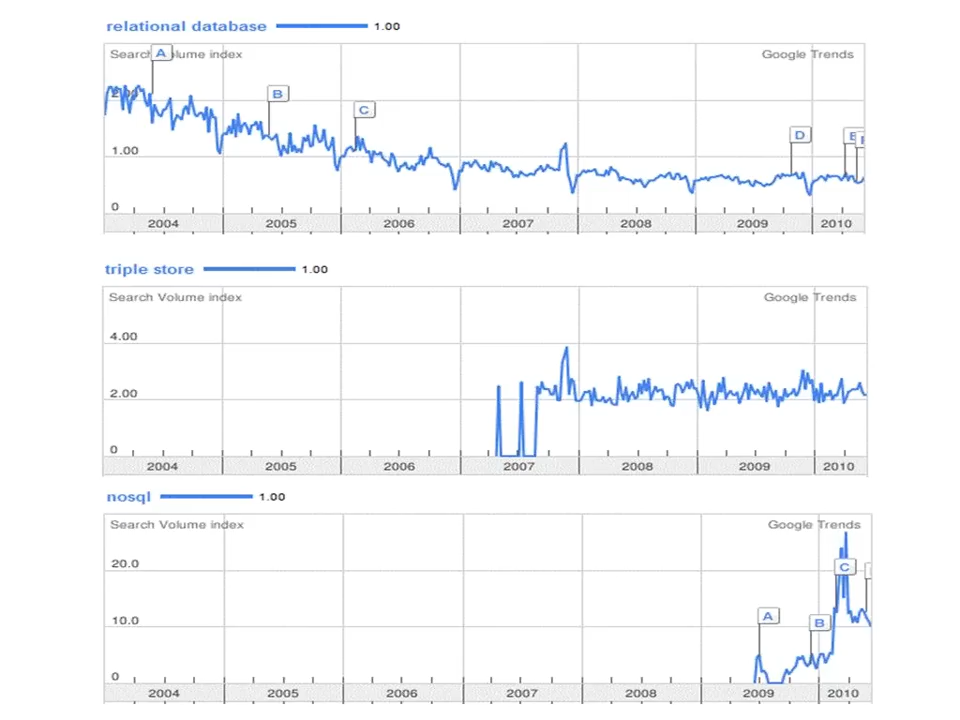 relational database 1.00
Search Volume index Google Trends
A
B
C
D
E
2.00
1.00
0
2004 2005 2006 2007 2008 2009 2010
triple store 1.00
Search Volume index Google Trends
4.00
2.00
0
2004 2005 2006 2007 2008 2009 2010
nosql 1.00
Search Volume index Google Trends
20.0
C
10.0
A
B
0
2004 2005 2006 2007 2008 2009 2010